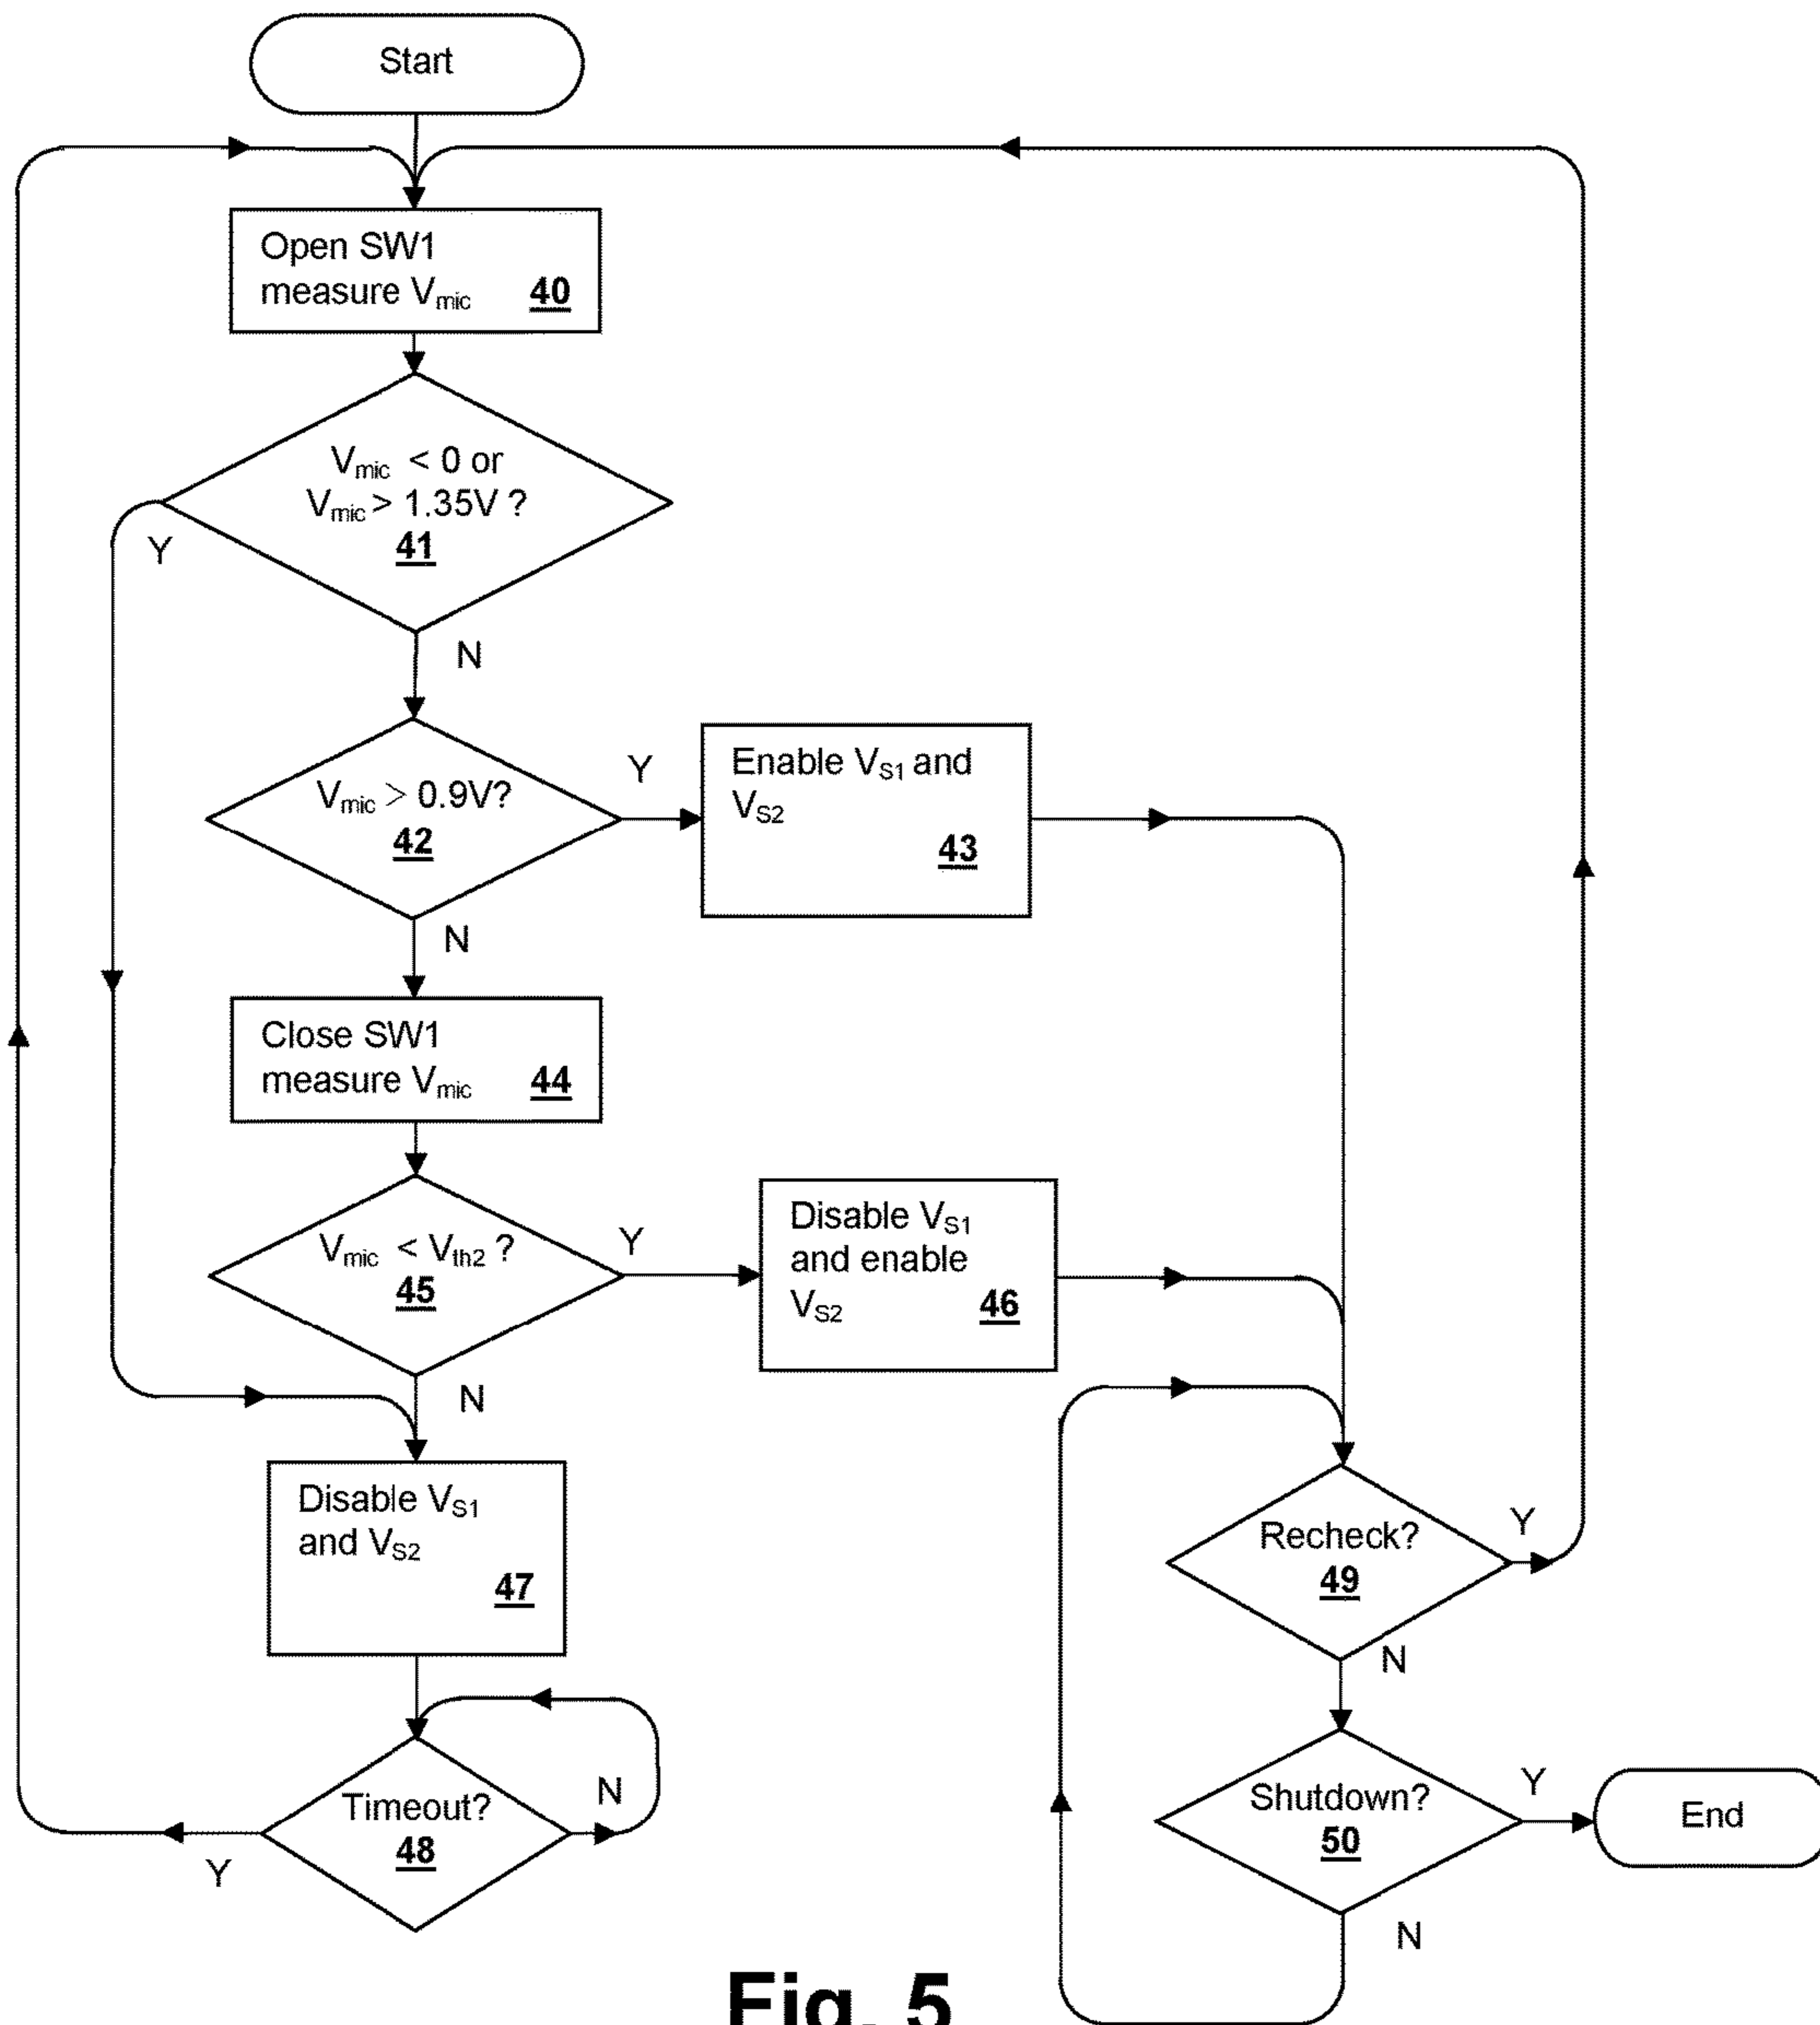 Start
Open SW1
measure Vmic 40
Vmic < 0 or
Vmic > 1.35V ?
41
Y
N
Vmic > 0.9V?
42
Y
Enable VS1 and
VS2
43
N
Close SW1
measure Vmic 44
Vmic < Vth2 ?
45
Y
Disable VS1
and enable
VS2 46
N
Disable VS1
and VS2
47
Recheck?
49
Y
N
Timeout?
48
N
Y
Shutdown?
50
Y
End
N
Fig. 5